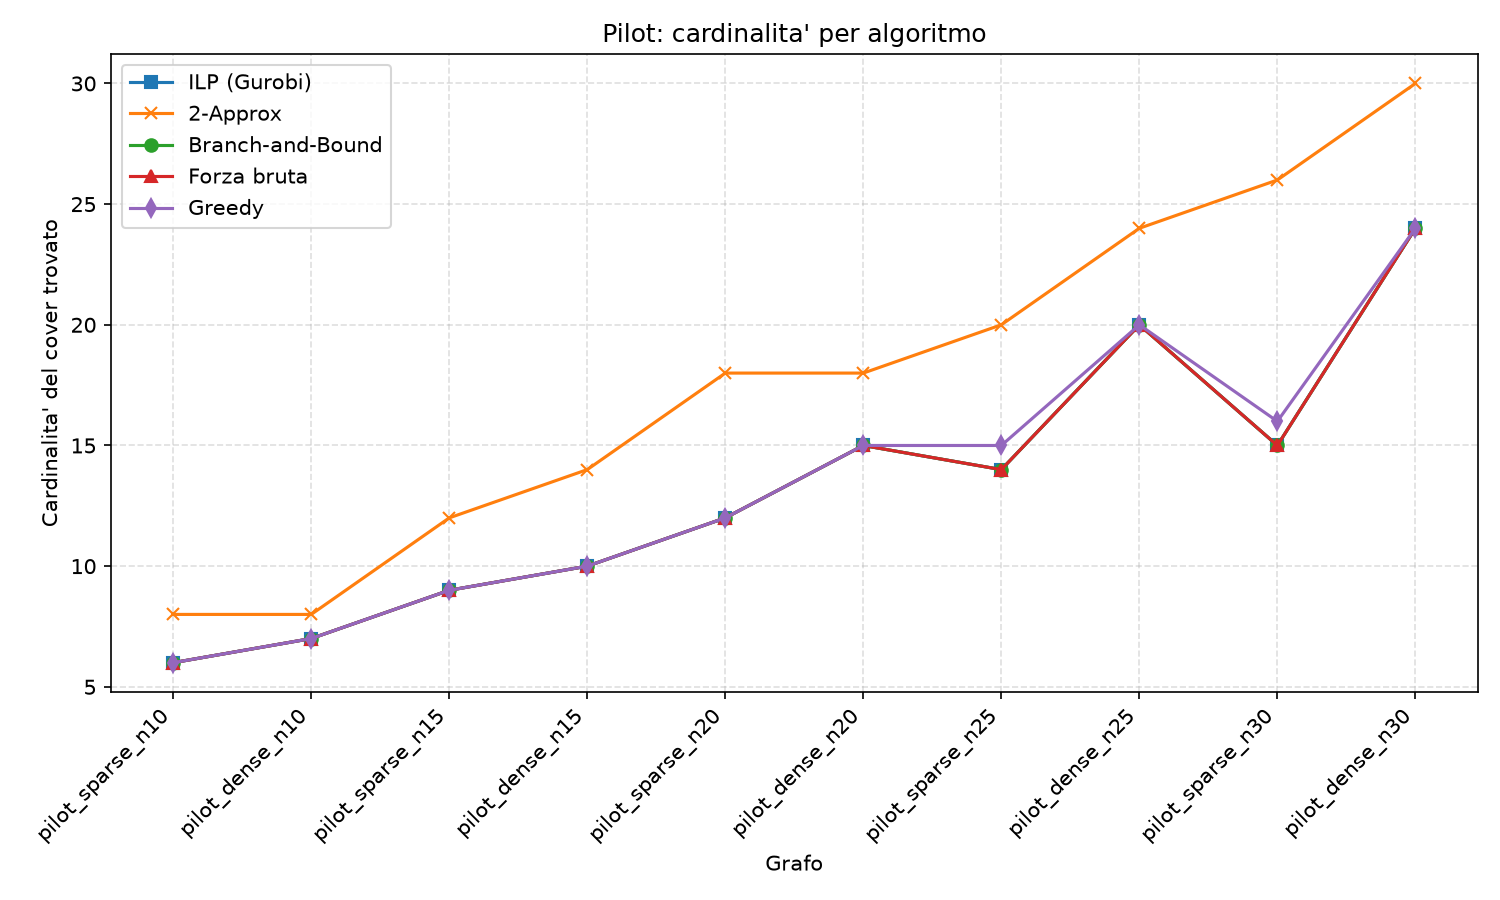 Pilot: cardinalita' per algoritmo
ILP (Gurobi)
2-Approx
Branch-and-Bound
Forza bruta
Greedy
Cardinalita' del cover trovato
30
25
20
15
10
5
pilot_sparse_n10
pilot_dense_n10
pilot_sparse_n15
pilot_dense_n15
pilot_sparse_n20
pilot_dense_n20
pilot_sparse_n25
pilot_dense_n25
pilot_sparse_n30
pilot_dense_n30
Grafo